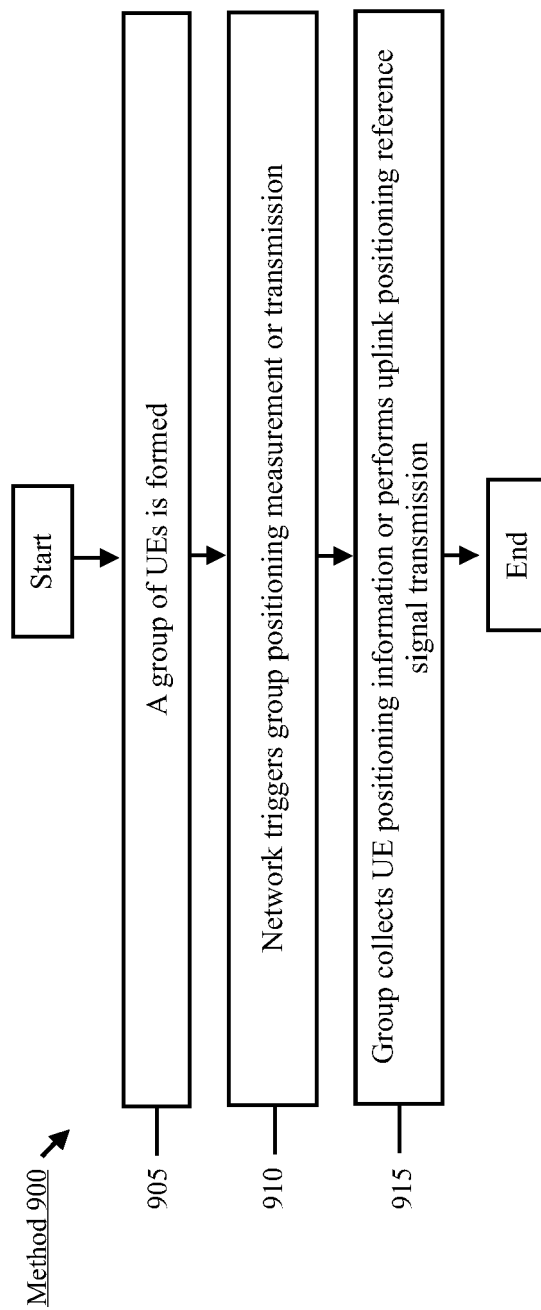 Method 900
Start
905
A group of UEs is formed
910
Network triggers group positioning measurement or transmission
915
Group collects UE positioning information or performs uplink positioning reference
signal transmission
End